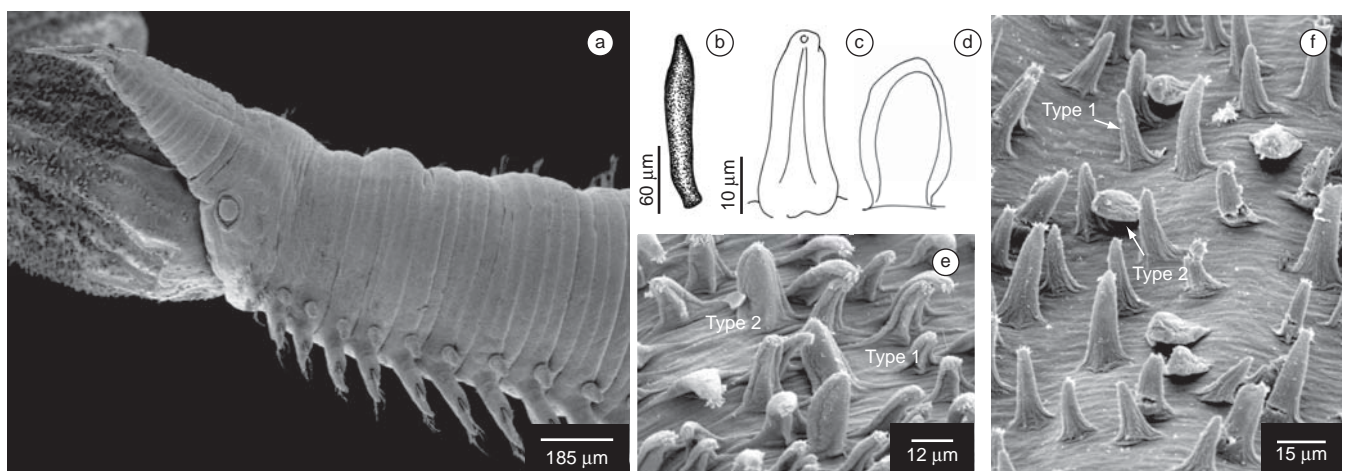 a
185 µm
b
60 µm
c
10 µm
d
e
Type 2
Type 1
12 µm
f
Type 1
Type 2
15 µm